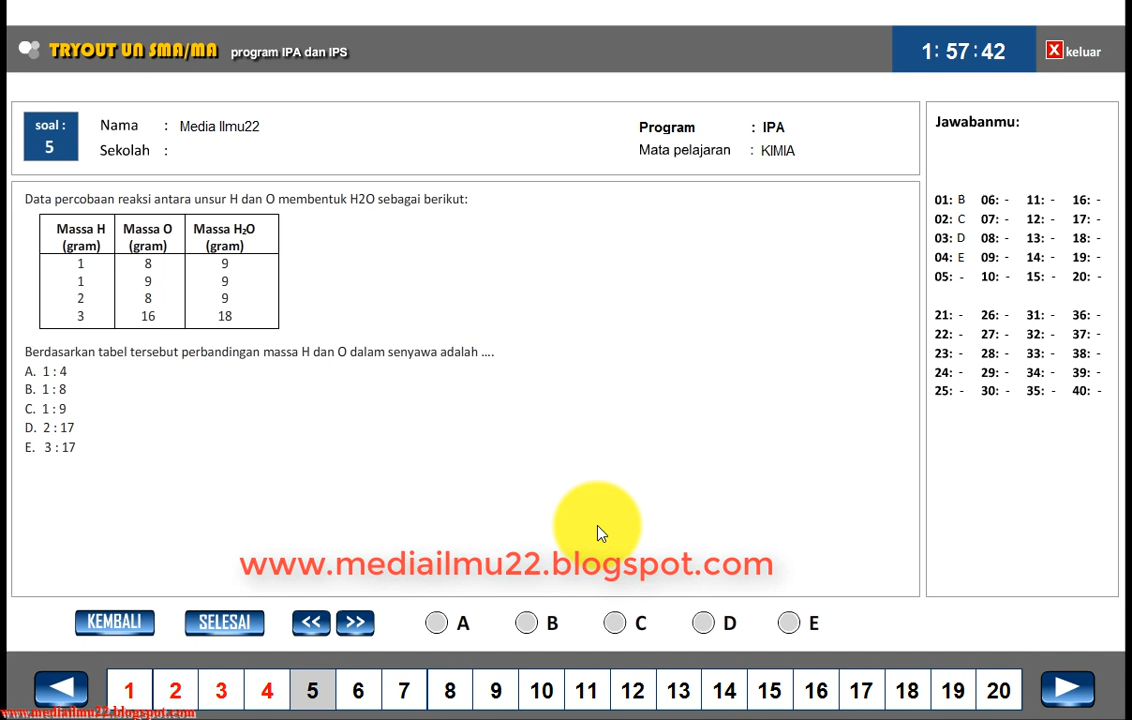 TRYOUT UN SMA/MA program IPA dan IPS 1: 57: 42 X keluar
soal : 5
Nama : Media Ilmu22
Sekolah :
Program : IPA
Mata pelajaran : KIMIA
Jawabanmu:
Data percobaan reaksi antara unsur H dan O membentuk H2O sebagai berikut:
Massa H (gram) Massa O (gram) Massa H₂O (gram)
1 8 9
1 9 9
2 8 9
3 16 18
Berdasarkan tabel tersebut perbandingan massa H dan O dalam senyawa adalah ....
A. 1 : 4
B. 1 : 8
C. 1 : 9
D. 2 : 17
E. 3 : 17
01: B 06: - 11: - 16: -
02: C 07: - 12: - 17: -
03: D 08: - 13: - 18: -
04: E 09: - 14: - 19: -
05: - 10: - 15: - 20: -
21: - 26: - 31: - 36: -
22: - 27: - 32: - 37: -
23: - 28: - 33: - 38: -
24: - 29: - 34: - 39: -
25: - 30: - 35: - 40: -
www.mediailmu22.blogspot.com
KEMBALI SELESAI << >> A B C D E
1 2 3 4 5 6 7 8 9 10 11 12 13 14 15 16 17 18 19 20
www.mediailmu22.blogspot.com